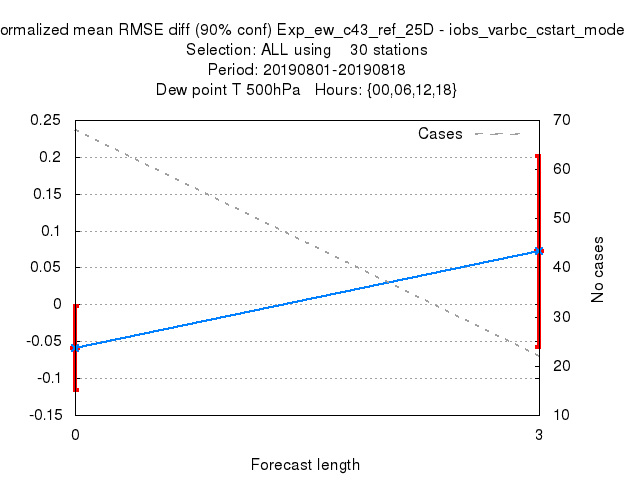 ormalized mean RMSE diff (90% conf) Exp_ew_c43_ref_25D - iobs_varbc_cstart_mode
Selection: ALL using 30 stations
Period: 20190801-20190818
Dew point T 500hPa Hours: {00,06,12,18}
Cases
0.25
0.2
0.15
0.1
0.05
0
-0.05
-0.1
-0.15
70
60
50
40
30
20
10
No cases
0
3
Forecast length